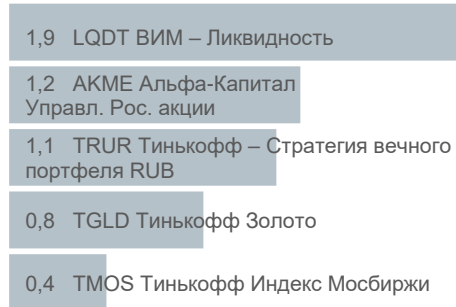 1,9 LQDT ВИМ – Ликвидность
1,2 AKME Альфа-Капитал
Управл. Рос. акции
1,1 TRUR Тинькофф – Стратегия вечного
портфеля RUB
0,8 TGLD Тинькофф Золото
0,4 TMOS Тинькофф Индекс Мосбиржи